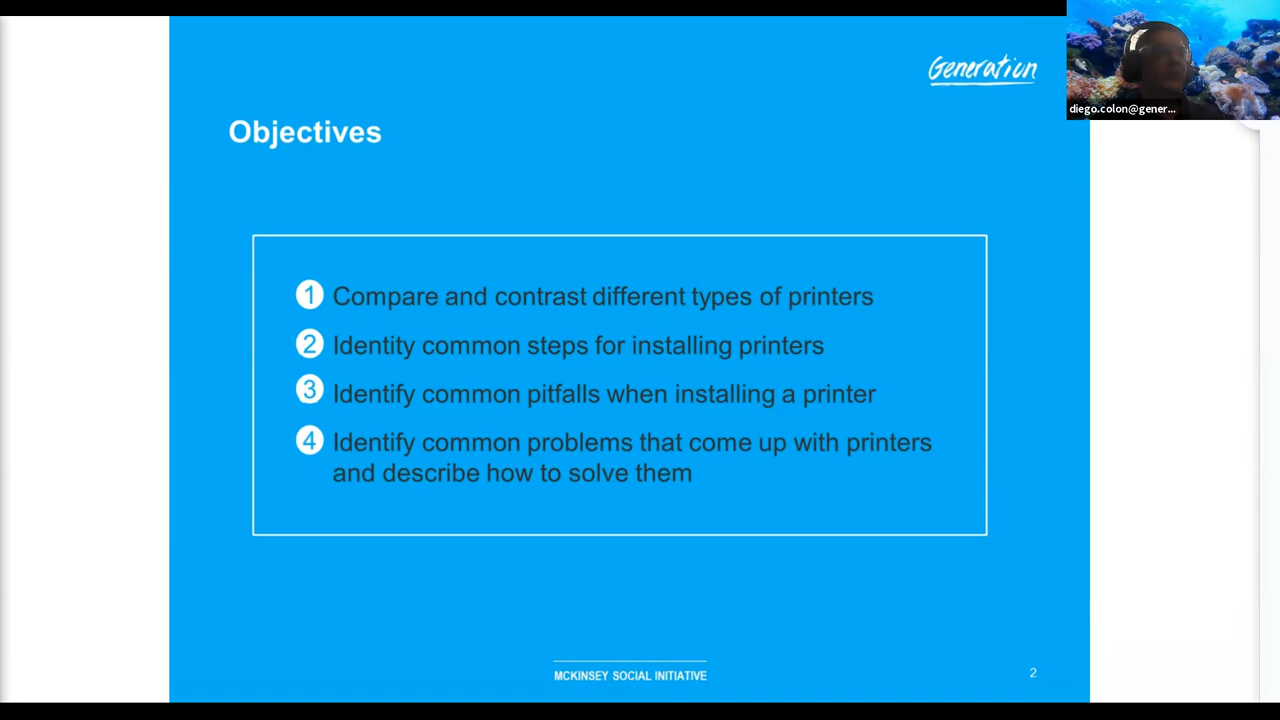 Generation
diego.colon@gener...
Objectives
1 Compare and contrast different types of printers
2 Identity common steps for installing printers
3 Identify common pitfalls when installing a printer
4 Identify common problems that come up with printers
and describe how to solve them
MCKINSEY SOCIAL INITIATIVE
2